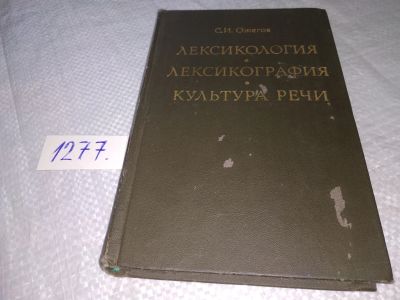 С.И. Ожегов
ЛЕКСИКОЛОГИЯ
ЛЕКСИКОГРАФИЯ
КУЛЬТУРА РЕЧИ
1277.